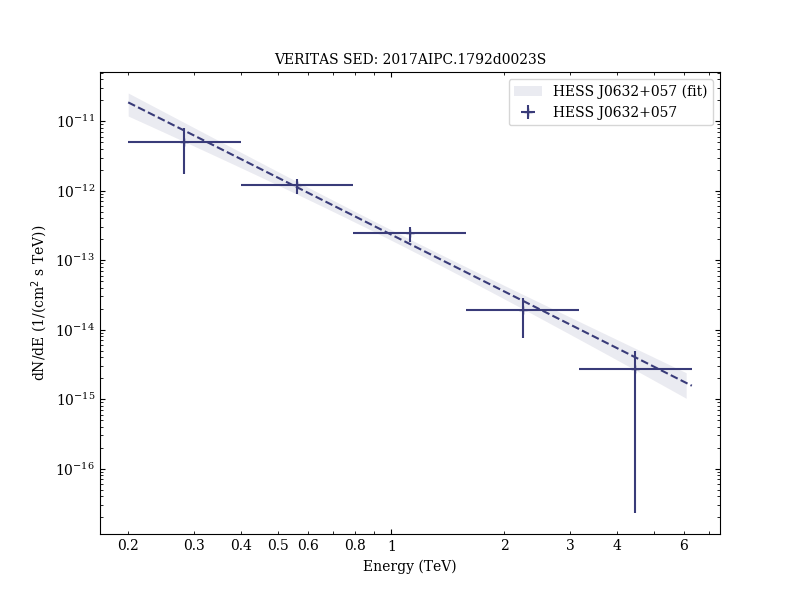 VERITAS SED: 2017AIPC.1792d0023S
HESS J0632+057 (fit)
HESS J0632+057
dN/dE (1/(cm² s TeV))
10⁻¹¹
10⁻¹²
10⁻¹³
10⁻¹⁴
10⁻¹⁵
10⁻¹⁶
0.2 0.3 0.4 0.5 0.6 0.8 1 2 3 4 6
Energy (TeV)